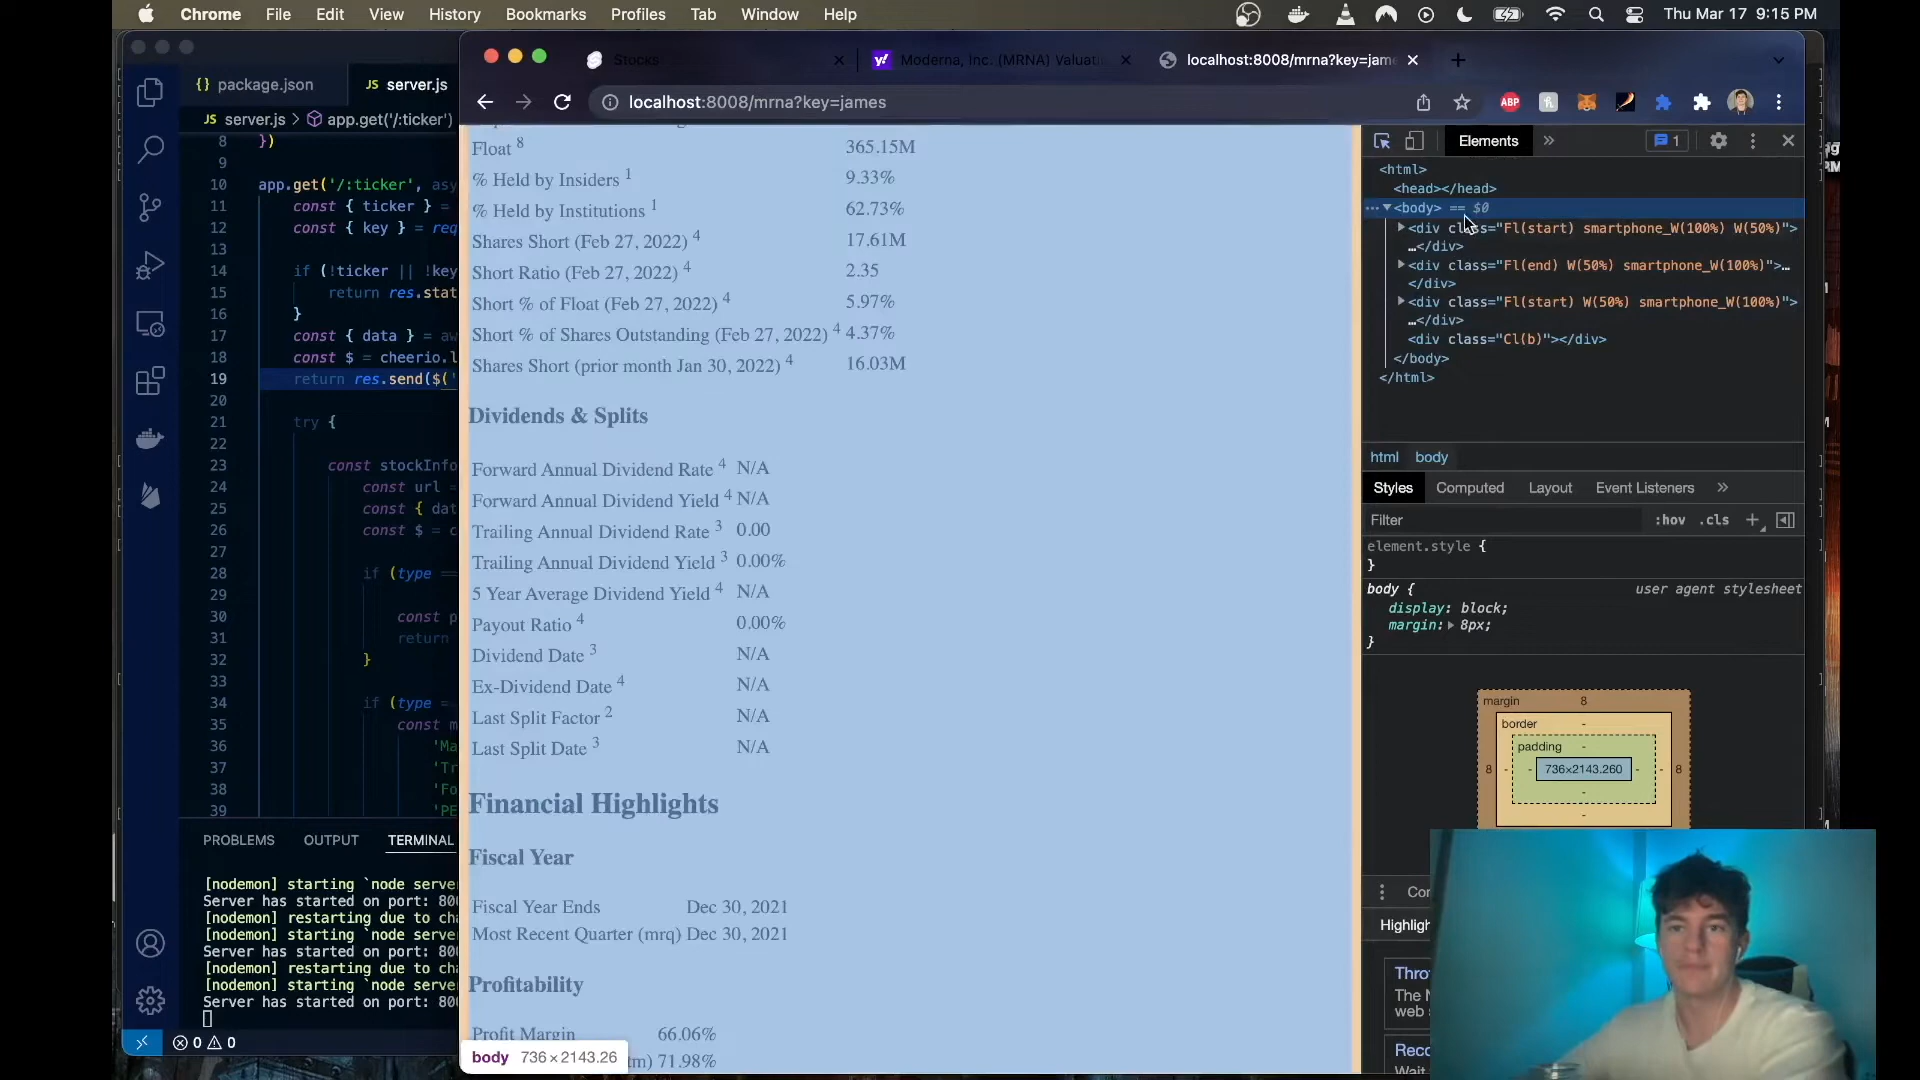 Chrome File Edit View History Bookmarks Profiles Tab Window Help
Thu Mar 17 9:15 PM
{} package.json
JS server.js
JS server.js > app.get('/:ticker')
8 })
9
10 app.get('/:ticker', asy
11 const { ticker } =
12 const { key } = req
13
14 if (!ticker || !key
15 return res.stat
16 }
17 const { data } = aw
18 const $ = cheerio.l
19 return res.send($('
20
21 try {
22
23 const stockInfo
24 const url =
25 const { dat
26 const $ = c
27
28 if (type ==
29
30 const p
31 return
32 }
33
34 if (type =
35 const m
36 'Ma
37 'Tr
38 'Fo
39 'PE
PROBLEMS OUTPUT TERMINAL
[nodemon] starting `node serve
Server has started on port: 80
[nodemon] restarting due to ch
[nodemon] starting `node serve
Server has started on port: 80
[nodemon] restarting due to ch
[nodemon] starting `node serve
Server has started on port: 80
0 0
Stocks
y! Moderna, Inc. (MRNA) Valuati
localhost:8008/mrna?key=jame
localhost:8008/mrna?key=james
ABP
Float 8 365.15M
% Held by Insiders 1 9.33%
% Held by Institutions 1 62.73%
Shares Short (Feb 27, 2022) 4 17.61M
Short Ratio (Feb 27, 2022) 4 2.35
Short % of Float (Feb 27, 2022) 4 5.97%
Short % of Shares Outstanding (Feb 27, 2022) 4 4.37%
Shares Short (prior month Jan 30, 2022) 4 16.03M
Dividends & Splits
Forward Annual Dividend Rate 4 N/A
Forward Annual Dividend Yield 4 N/A
Trailing Annual Dividend Rate 3 0.00
Trailing Annual Dividend Yield 3 0.00%
5 Year Average Dividend Yield 4 N/A
Payout Ratio 4 0.00%
Dividend Date 3 N/A
Ex-Dividend Date 4 N/A
Last Split Factor 2 N/A
Last Split Date 3 N/A
Financial Highlights
Fiscal Year
Fiscal Year Ends Dec 30, 2021
Most Recent Quarter (mrq) Dec 30, 2021
Profitability
Profit Margin 66.06%
tm) 71.98%
body 736 × 2143.26
Elements » 1
<html>
<head></head>
<body> == $0
<div class="Fl(start) smartphone_W(100%) W(50%)">
…</div>
<div class="Fl(end) W(50%) smartphone_W(100%)">…
</div>
<div class="Fl(start) W(50%) smartphone_W(100%)">
…</div>
<div class="Cl(b)"></div>
</body>
</html>
html body
Styles Computed Layout Event Listeners »
Filter :hov .cls +
element.style {
}
body { user agent stylesheet
display: block;
margin: 8px;
}
margin 8
border -
padding -
8 - - 736×2143.260 - - 8
-
-
Cor
Highligh
Thro
The N
web s
Reco
Wait